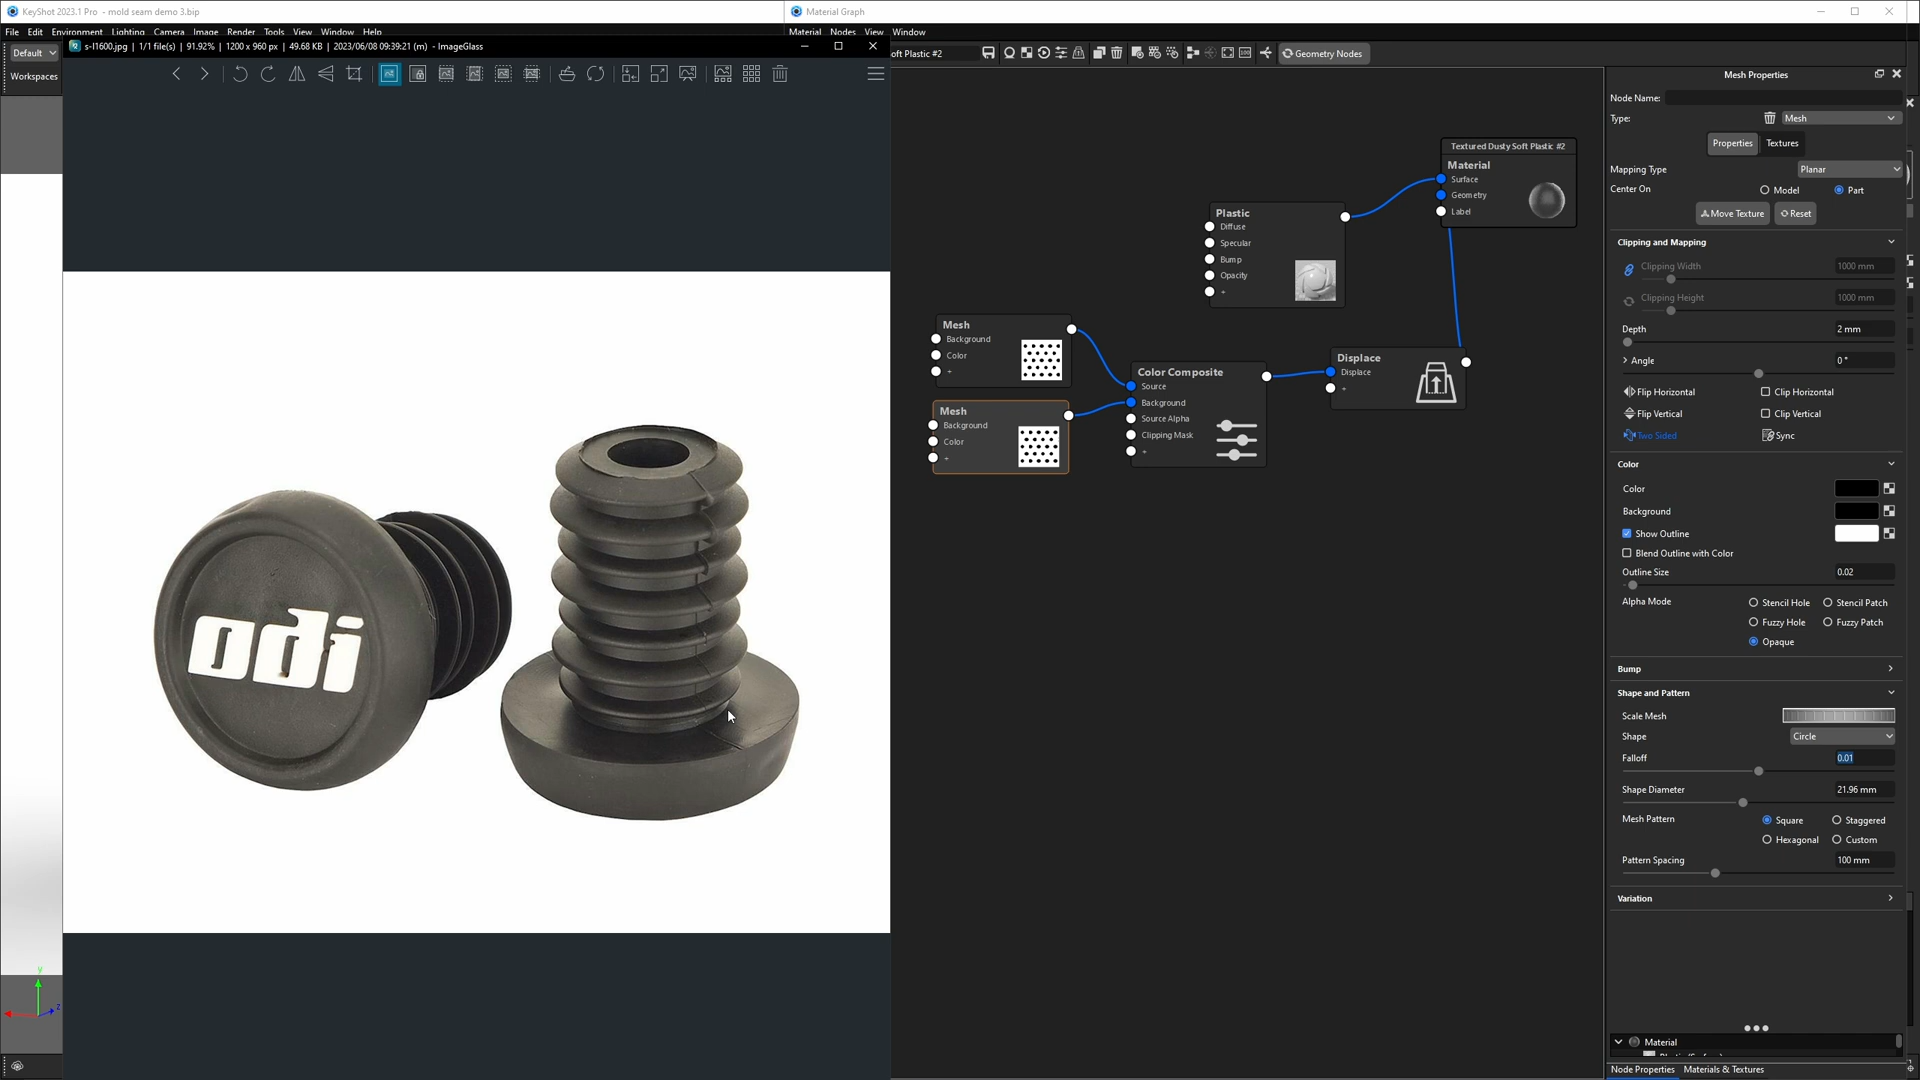 KeyShot 2023.1 Pro - mold seam demo 3.bip
Material Graph
File Edit Environment Lighting Camera Image Render Tools View Window Help
Material Nodes View Window
s-l1600.jpg | 1/1 file(s) | 91.92% | 1200 x 960 px | 49.68 KB | 2023/06/08 09:39:21 (m) - ImageGlass
Default
oft Plastic #2
Geometry Nodes
Workspaces
odi
Textured Dusty Soft Plastic #2
Material
Surface
Geometry
Label
Plastic
Diffuse
Specular
Bump
Opacity
+
Mesh
Background
Color
+
Mesh
Background
Color
+
Color Composite
Source
Background
Source Alpha
Clipping Mask
+
Displace
Displace
+
y
z
Mesh Properties
Node Name:
Type: Mesh
Properties Textures
Mapping Type Planar
Center On Model Part
Move Texture Reset
Clipping and Mapping
Clipping Width 1000 mm
Clipping Height 1000 mm
Depth 2 mm
Angle 0 °
Flip Horizontal Clip Horizontal
Flip Vertical Clip Vertical
Two Sided Sync
Color
Color
Background
Show Outline
Blend Outline with Color
Outline Size 0.02
Alpha Mode Stencil Hole Stencil Patch
Fuzzy Hole Fuzzy Patch
Opaque
Bump
Shape and Pattern
Scale Mesh
Shape Circle
Falloff 0.01
Shape Diameter 21.96 mm
Mesh Pattern Square Staggered
Hexagonal Custom
Pattern Spacing 100 mm
Variation
Material
Node Properties Materials & Textures